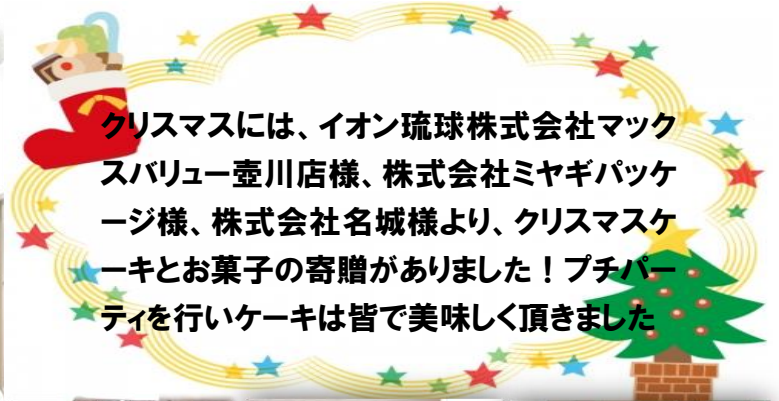 クリスマスには、イオン琉球株式会社マック
スバリュー壺川店様、株式会社ミヤギパッケ
ージ様、株式会社名城様より、クリスマスケ
ーキとお菓子の寄贈がありました！プチパー
ティを行いケーキは皆で美味しく頂きました